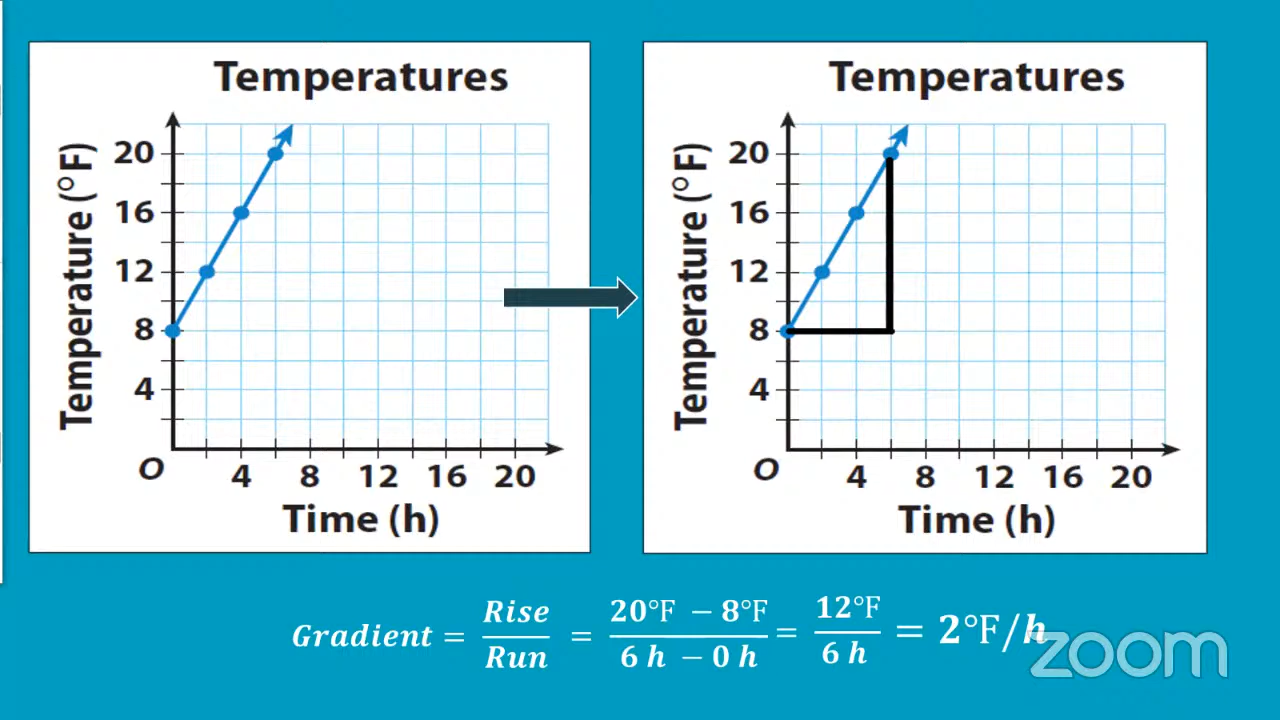 Temperatures
Temperature (°F)
20
16
12
8
4
O
4 8 12 16 20
Time (h)
Temperatures
Temperature (°F)
20
16
12
8
4
O
4 8 12 16 20
Time (h)
Gradient = Rise/Run = 20°F − 8°F/6 h − 0 h = 12°F/6 h = 2°F/h
zoom